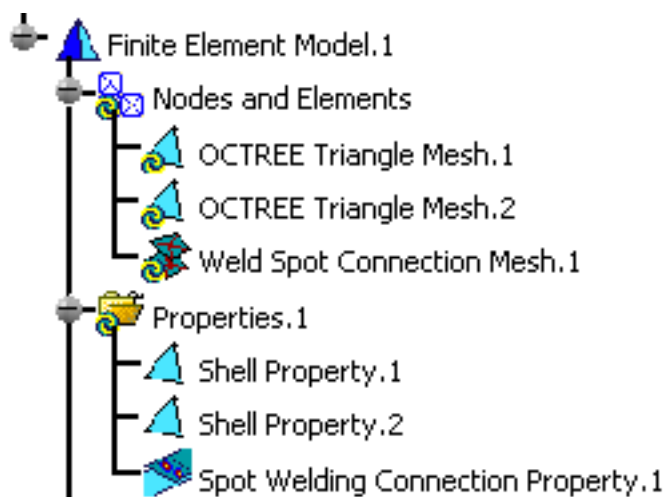 Finite Element Model.1
Nodes and Elements
OCTREE Triangle Mesh.1
OCTREE Triangle Mesh.2
Weld Spot Connection Mesh.1
Properties.1
Shell Property.1
Shell Property.2
Spot Welding Connection Property.1